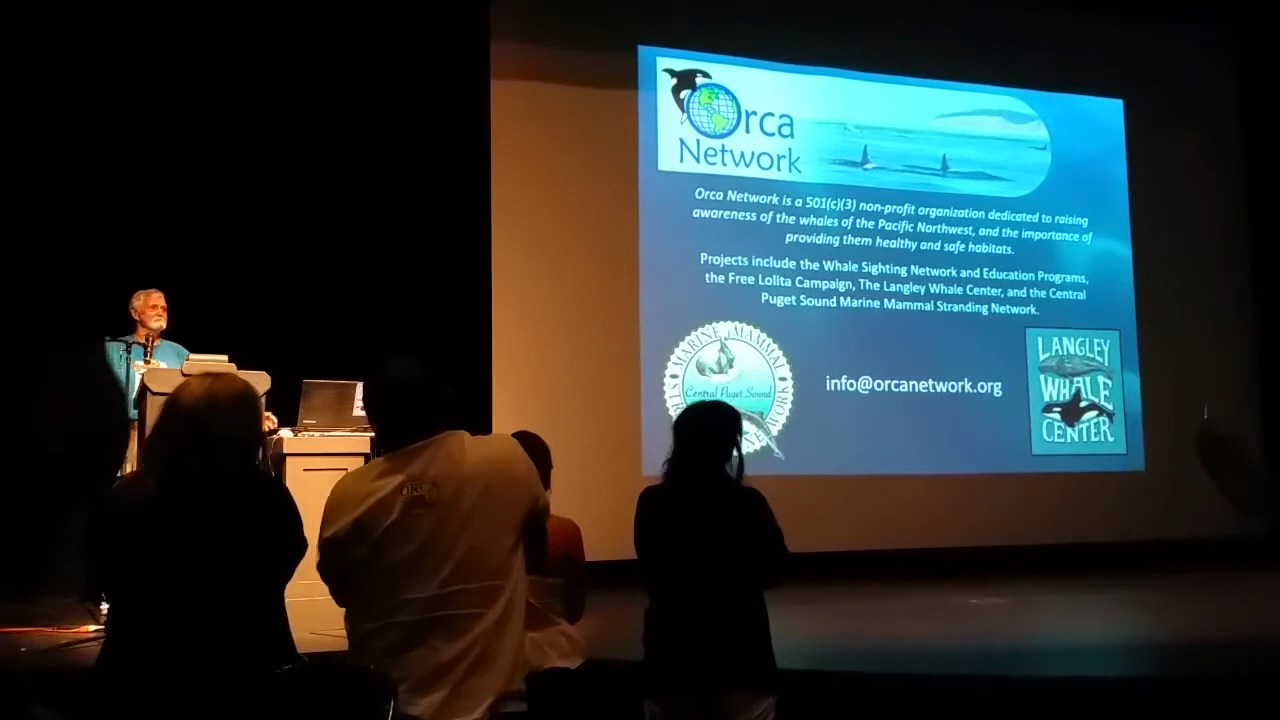 Orca
Network
Orca Network is a 501(c)(3) non-profit organization dedicated to raising
awareness of the whales of the Pacific Northwest, and the importance of
providing them healthy and safe habitats.
Projects include the Whale Sighting Network and Education Programs,
the Free Lolita Campaign, The Langley Whale Center, and the Central
Puget Sound Marine Mammal Stranding Network.
MARINE MAMMAL
Central Puget Sound
info@orcanetwork.org
LANGLEY
WHALE
CENTER